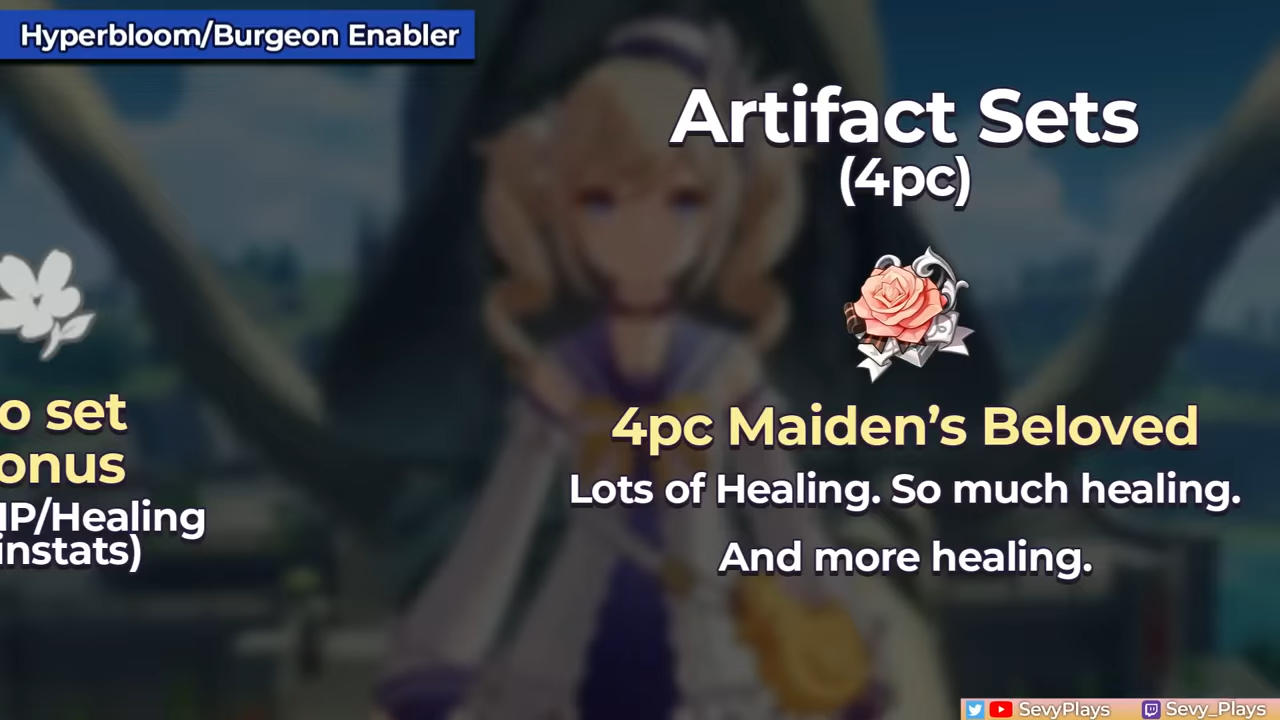 Hyperbloom/Burgeon Enabler
Artifact Sets
(4pc)
o set
onus
IP/Healing
instats)
4pc Maiden's Beloved
Lots of Healing. So much healing.
And more healing.
SevyPlays Sevy_Plays